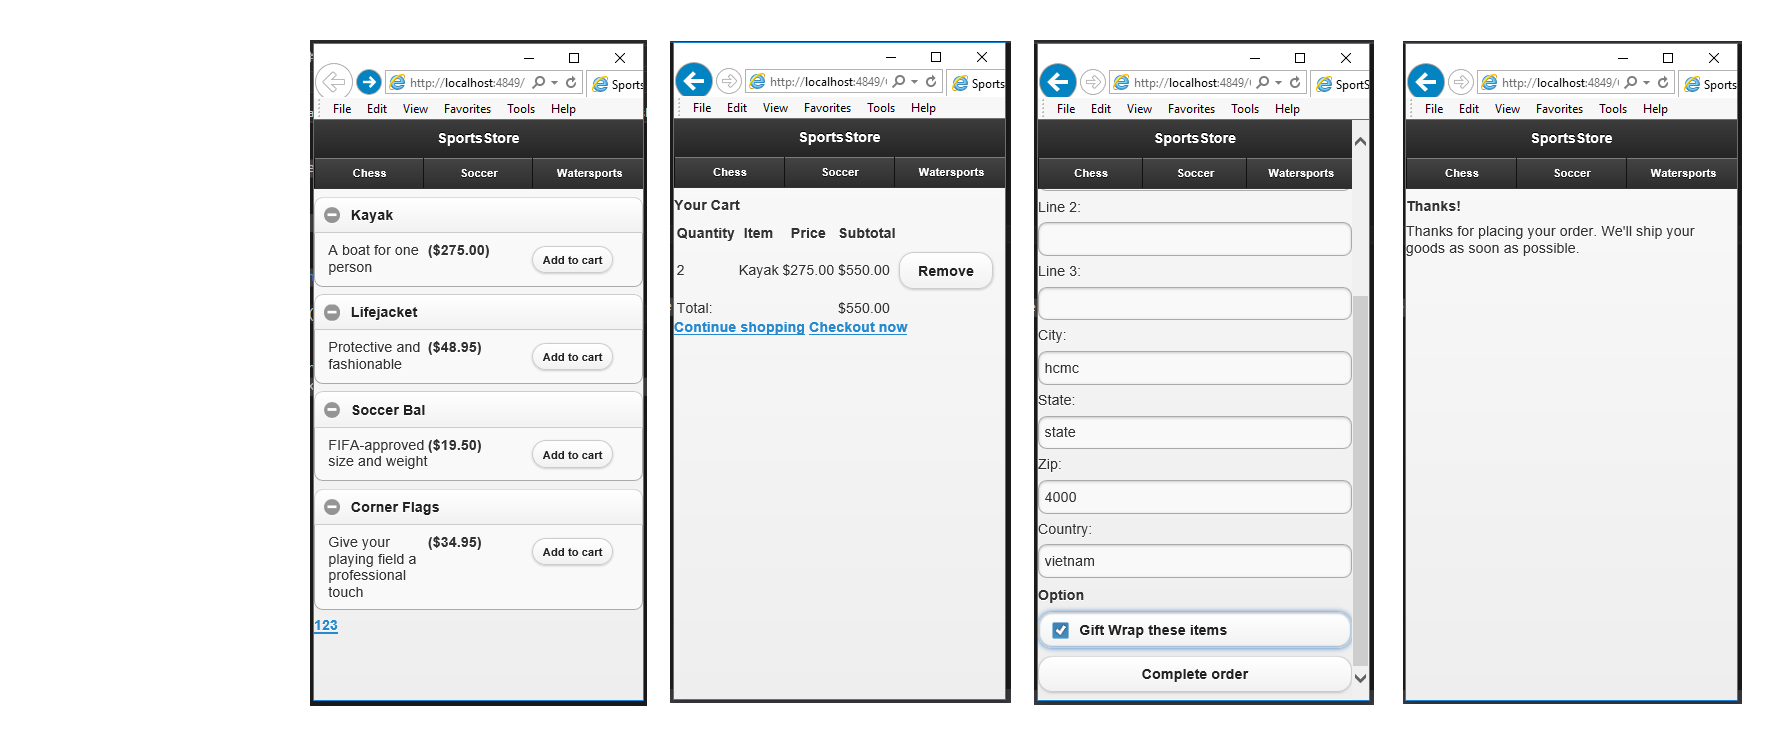 http://localhost:4849/
Sports
File Edit View Favorites Tools Help
SportsStore
Chess Soccer Watersports
Kayak
A boat for one person
($275.00)
Add to cart
Lifejacket
Protective and fashionable
($48.95)
Add to cart
Soccer Bal
FIFA-approved size and weight
($19.50)
Add to cart
Corner Flags
Give your playing field a professional touch
($34.95)
Add to cart
123
http://localhost:4849/
Sports
File Edit View Favorites Tools Help
SportsStore
Chess Soccer Watersports
Your Cart
Quantity Item Price Subtotal
2 Kayak $275.00 $550.00 Remove
Total: $550.00
Continue shopping Checkout now
http://localhost:4849/
SportS
File Edit View Favorites Tools Help
SportsStore
Chess Soccer Watersports
Line 2:
Line 3:
City:
hcmc
State:
state
Zip:
4000
Country:
vietnam
Option
Gift Wrap these items
Complete order
http://localhost:4849/
Sports
File Edit View Favorites Tools Help
SportsStore
Chess Soccer Watersports
Thanks!
Thanks for placing your order. We'll ship your
goods as soon as possible.